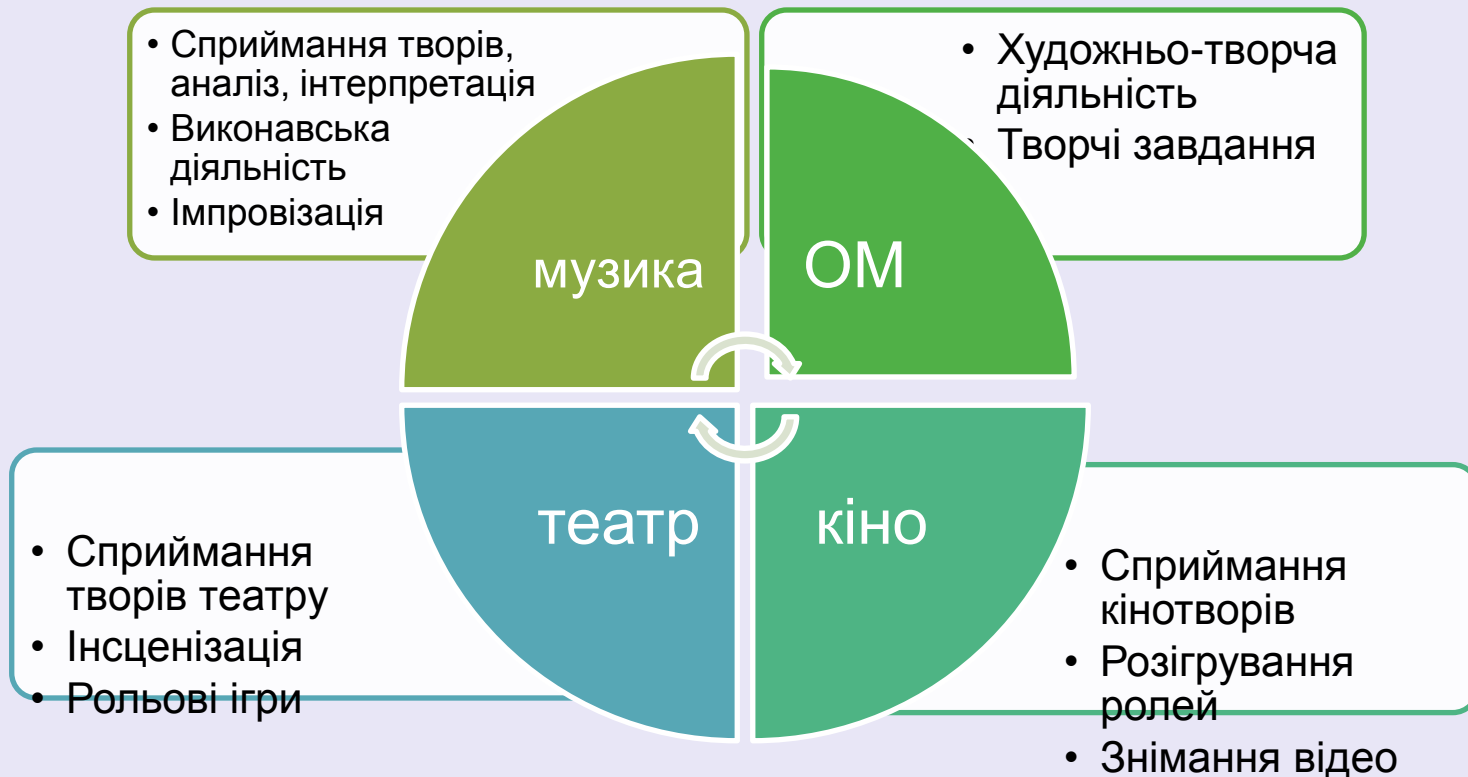 • Сприймання творів,
аналіз, інтерпретація
• Виконавська
діяльність
• Імпровізація
• Художньо-творча
діяльність
• Творчі завдання
музика
ОМ
театр
кіно
• Сприймання
творів театру
• Інсценізація
• Рольові ігри
• Сприймання
кінотворів
• Розігрування
ролей
• Знімання відео